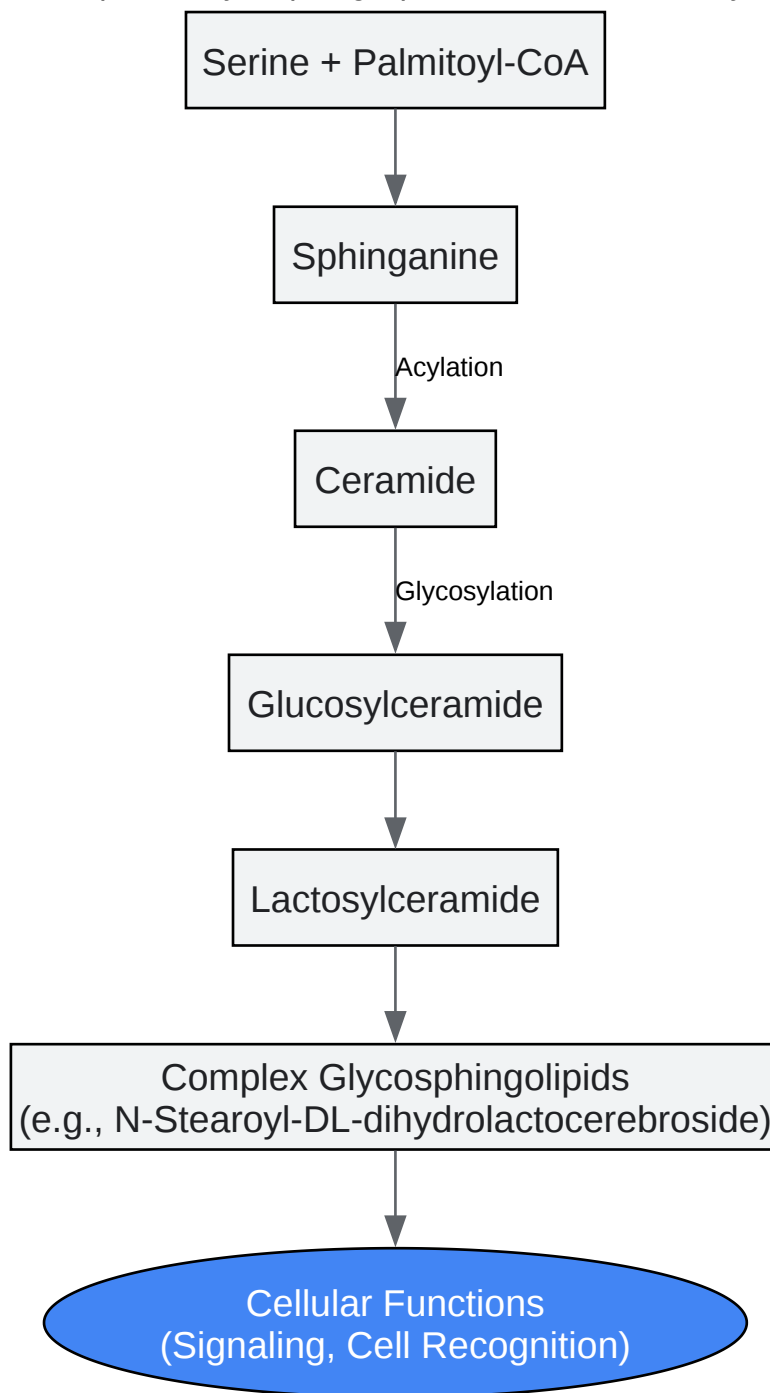 Serine + Palmitoyl-CoA
Sphinganine
Acylation
Ceramide
Glycosylation
Glucosylceramide
Lactosylceramide
Complex Glycosphingolipids
(e.g., N-Stearoyl-DL-dihydrolactocerebroside)
Cellular Functions
(Signaling, Cell Recognition)